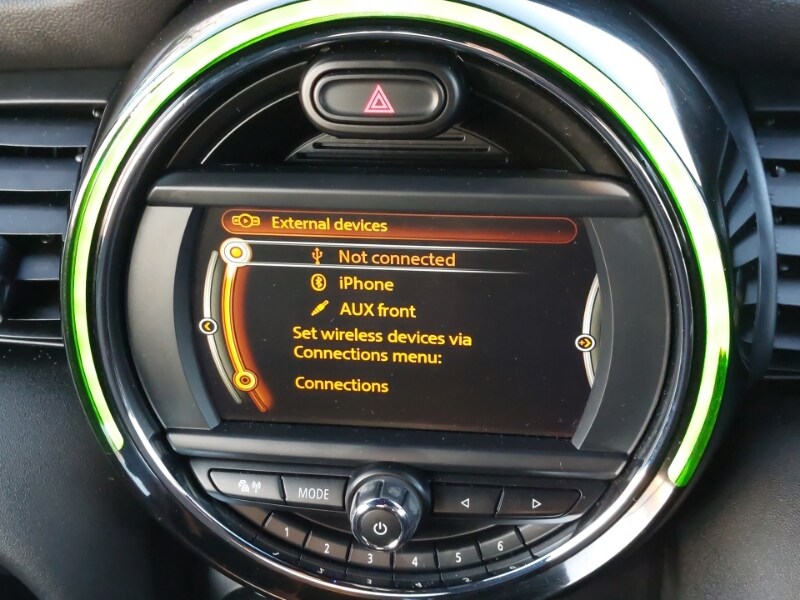 External devices
Not connected
iPhone
AUX front
Set wireless devices via
Connections menu:
Connections
MODE
1 2 3 4 5 6